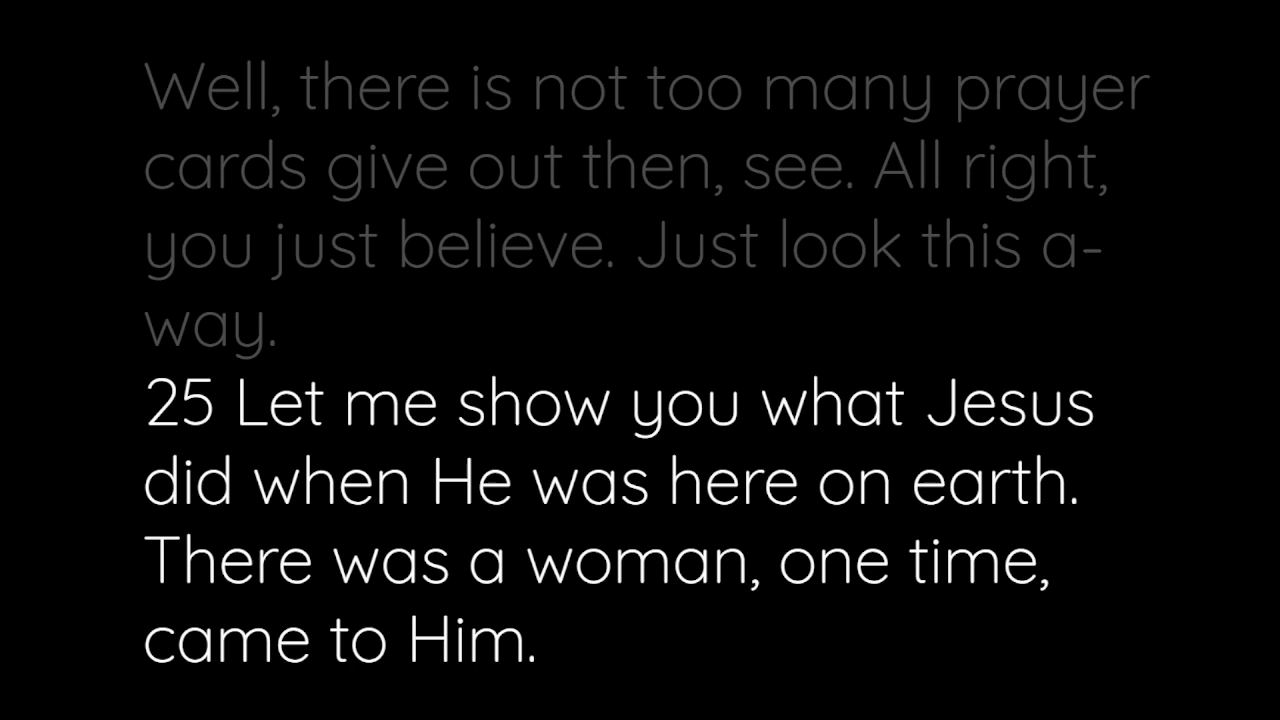 Well, there is not too many prayer
cards give out then, see. All right,
you just believe. Just look this a-
way.
25 Let me show you what Jesus
did when He was here on earth.
There was a woman, one time,
came to Him.